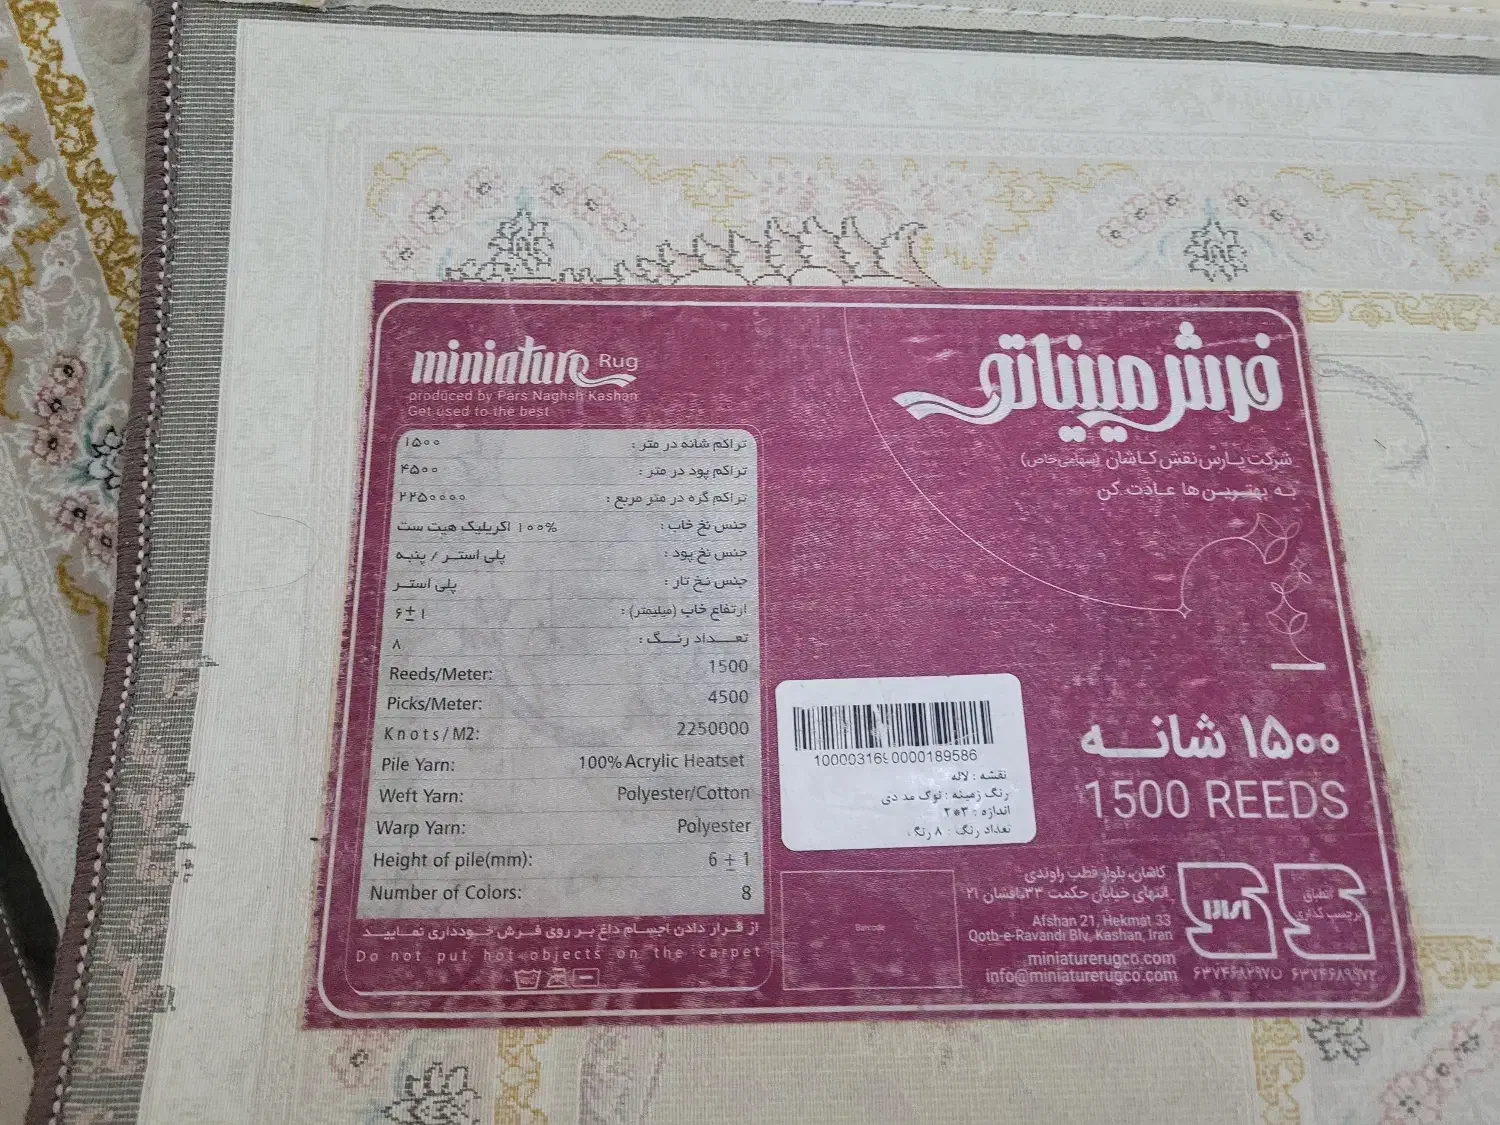 miniature Rug
produced by Pars Naghsh Kashan
Get used to the best
فرش میناتو
شرکت پارس نقش کاشان (سهامی خاص)
به بهترین ها عادت کن
تراکم شانه در متر : ۱۵۰۰
تراکم پود در متر : ۴۵۰۰
تراکم گره در متر مربع : ۲۲۵۰۰۰۰
جنس نخ خاب : ۱۰۰% اکریلیک هیت ست
جنس نخ پود : پلی استر / پنبه
جنس نخ تار : پلی استر
ارتفاع خاب (میلیمتر) : ۶±۱
تعداد رنگ : ۸
Reeds/Meter: 1500
Picks/Meter: 4500
Knots/M2: 2250000
Pile Yarn: 100% Acrylic Heatset
Weft Yarn: Polyester/Cotton
Warp Yarn: Polyester
Height of pile(mm): 6 ± 1
Number of Colors: 8
از قرار دادن اجسام داغ بر روی فرش خودداری نمایید
Do not put hot objects on the carpet
نقشه : لاله
رنگ زمینه : نوک مد دی
اندازه : ۳*۲
تعداد رنگ : ۸ رنگ
Barcode
۱۵۰۰ شانه
1500 REEDS
کاشان، بلوار قطب راوندی
انتهای خیابان حکمت ۳۳، افشان ۲۱
Afshan 21, Hekmat 33
Qotb-e-Ravandi Blv, Kashan, Iran
miniaturerugco.com
info@miniaturerugco.com
انطباق
برچسب گذاری